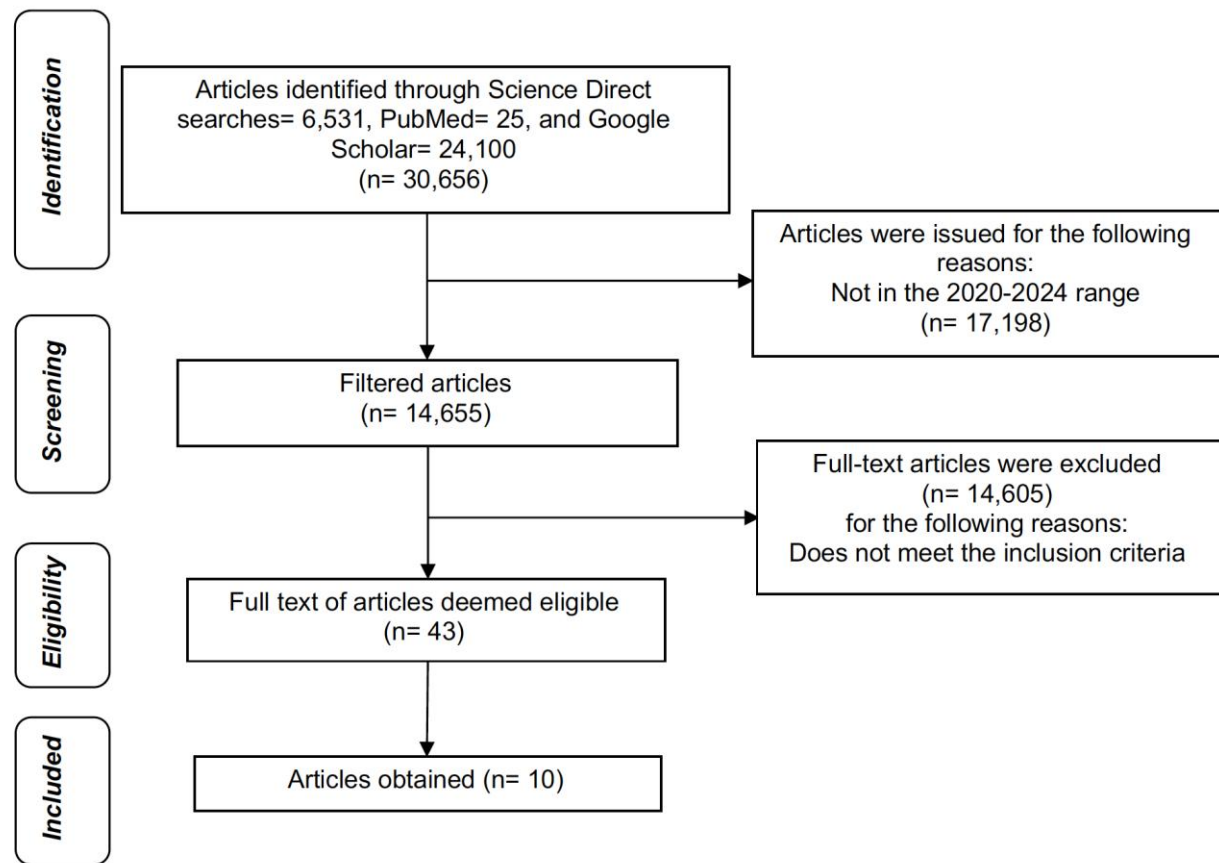 Identification
Articles identified through Science Direct
searches= 6,531, PubMed= 25, and Google
Scholar= 24,100
(n= 30,656)
Articles were issued for the following
reasons:
Not in the 2020-2024 range
(n= 17,198)
Screening
Filtered articles
(n= 14,655)
Full-text articles were excluded
(n= 14,605)
for the following reasons:
Does not meet the inclusion criteria
Eligibility
Full text of articles deemed eligible
(n= 43)
Included
Articles obtained (n= 10)